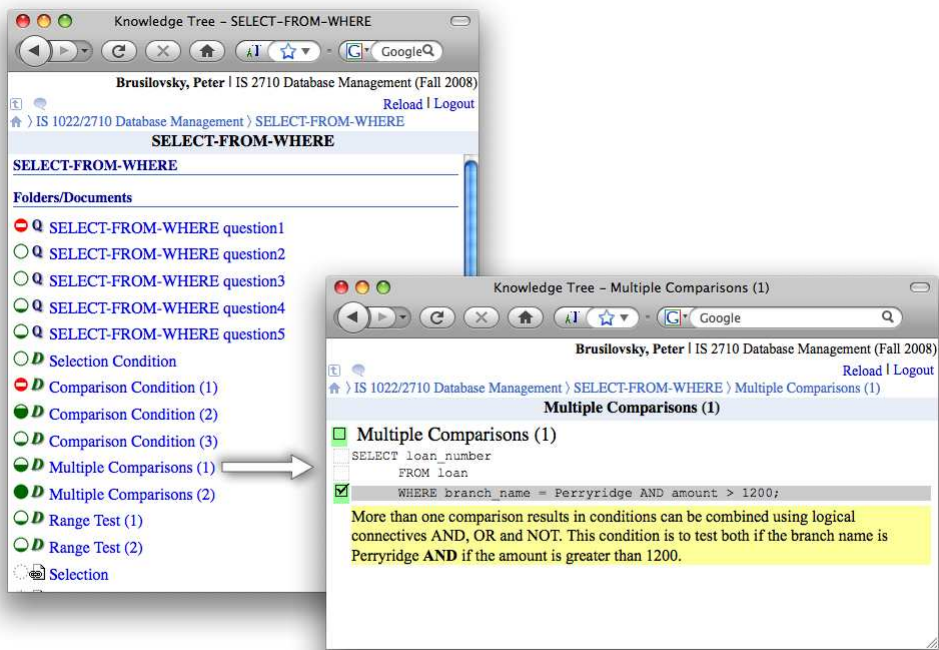 Knowledge Tree – SELECT-FROM-WHERE
Google
Brusilovsky, Peter | IS 2710 Database Management (Fall 2008)
Reload | Logout
〉IS 1022/2710 Database Management 〉SELECT-FROM-WHERE
SELECT-FROM-WHERE
SELECT-FROM-WHERE
Folders/Documents
Q SELECT-FROM-WHERE question1
Q SELECT-FROM-WHERE question2
Q SELECT-FROM-WHERE question3
Q SELECT-FROM-WHERE question4
Q SELECT-FROM-WHERE question5
D Selection Condition
D Comparison Condition (1)
D Comparison Condition (2)
D Comparison Condition (3)
D Multiple Comparisons (1)
D Multiple Comparisons (2)
D Range Test (1)
D Range Test (2)
Selection
Knowledge Tree – Multiple Comparisons (1)
Google
Brusilovsky, Peter | IS 2710 Database Management (Fall 2008)
Reload | Logout
〉IS 1022/2710 Database Management 〉SELECT-FROM-WHERE 〉Multiple Comparisons (1)
Multiple Comparisons (1)
Multiple Comparisons (1)
SELECT loan_number
FROM loan
WHERE branch_name = Perryridge AND amount > 1200;
More than one comparison results in conditions can be combined using logical
connectives AND, OR and NOT. This condition is to test both if the branch name is
Perryridge AND if the amount is greater than 1200.